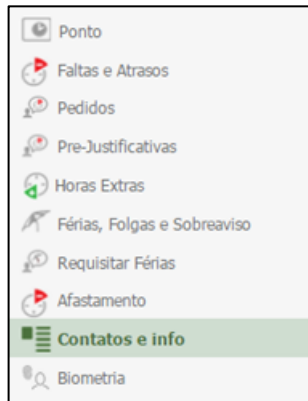 Ponto
Faltas e Atrasos
Pedidos
Pre-Justificativas
Horas Extras
Férias, Folgas e Sobreaviso
Requisitar Férias
Afastamento
Contatos e info
Biometria